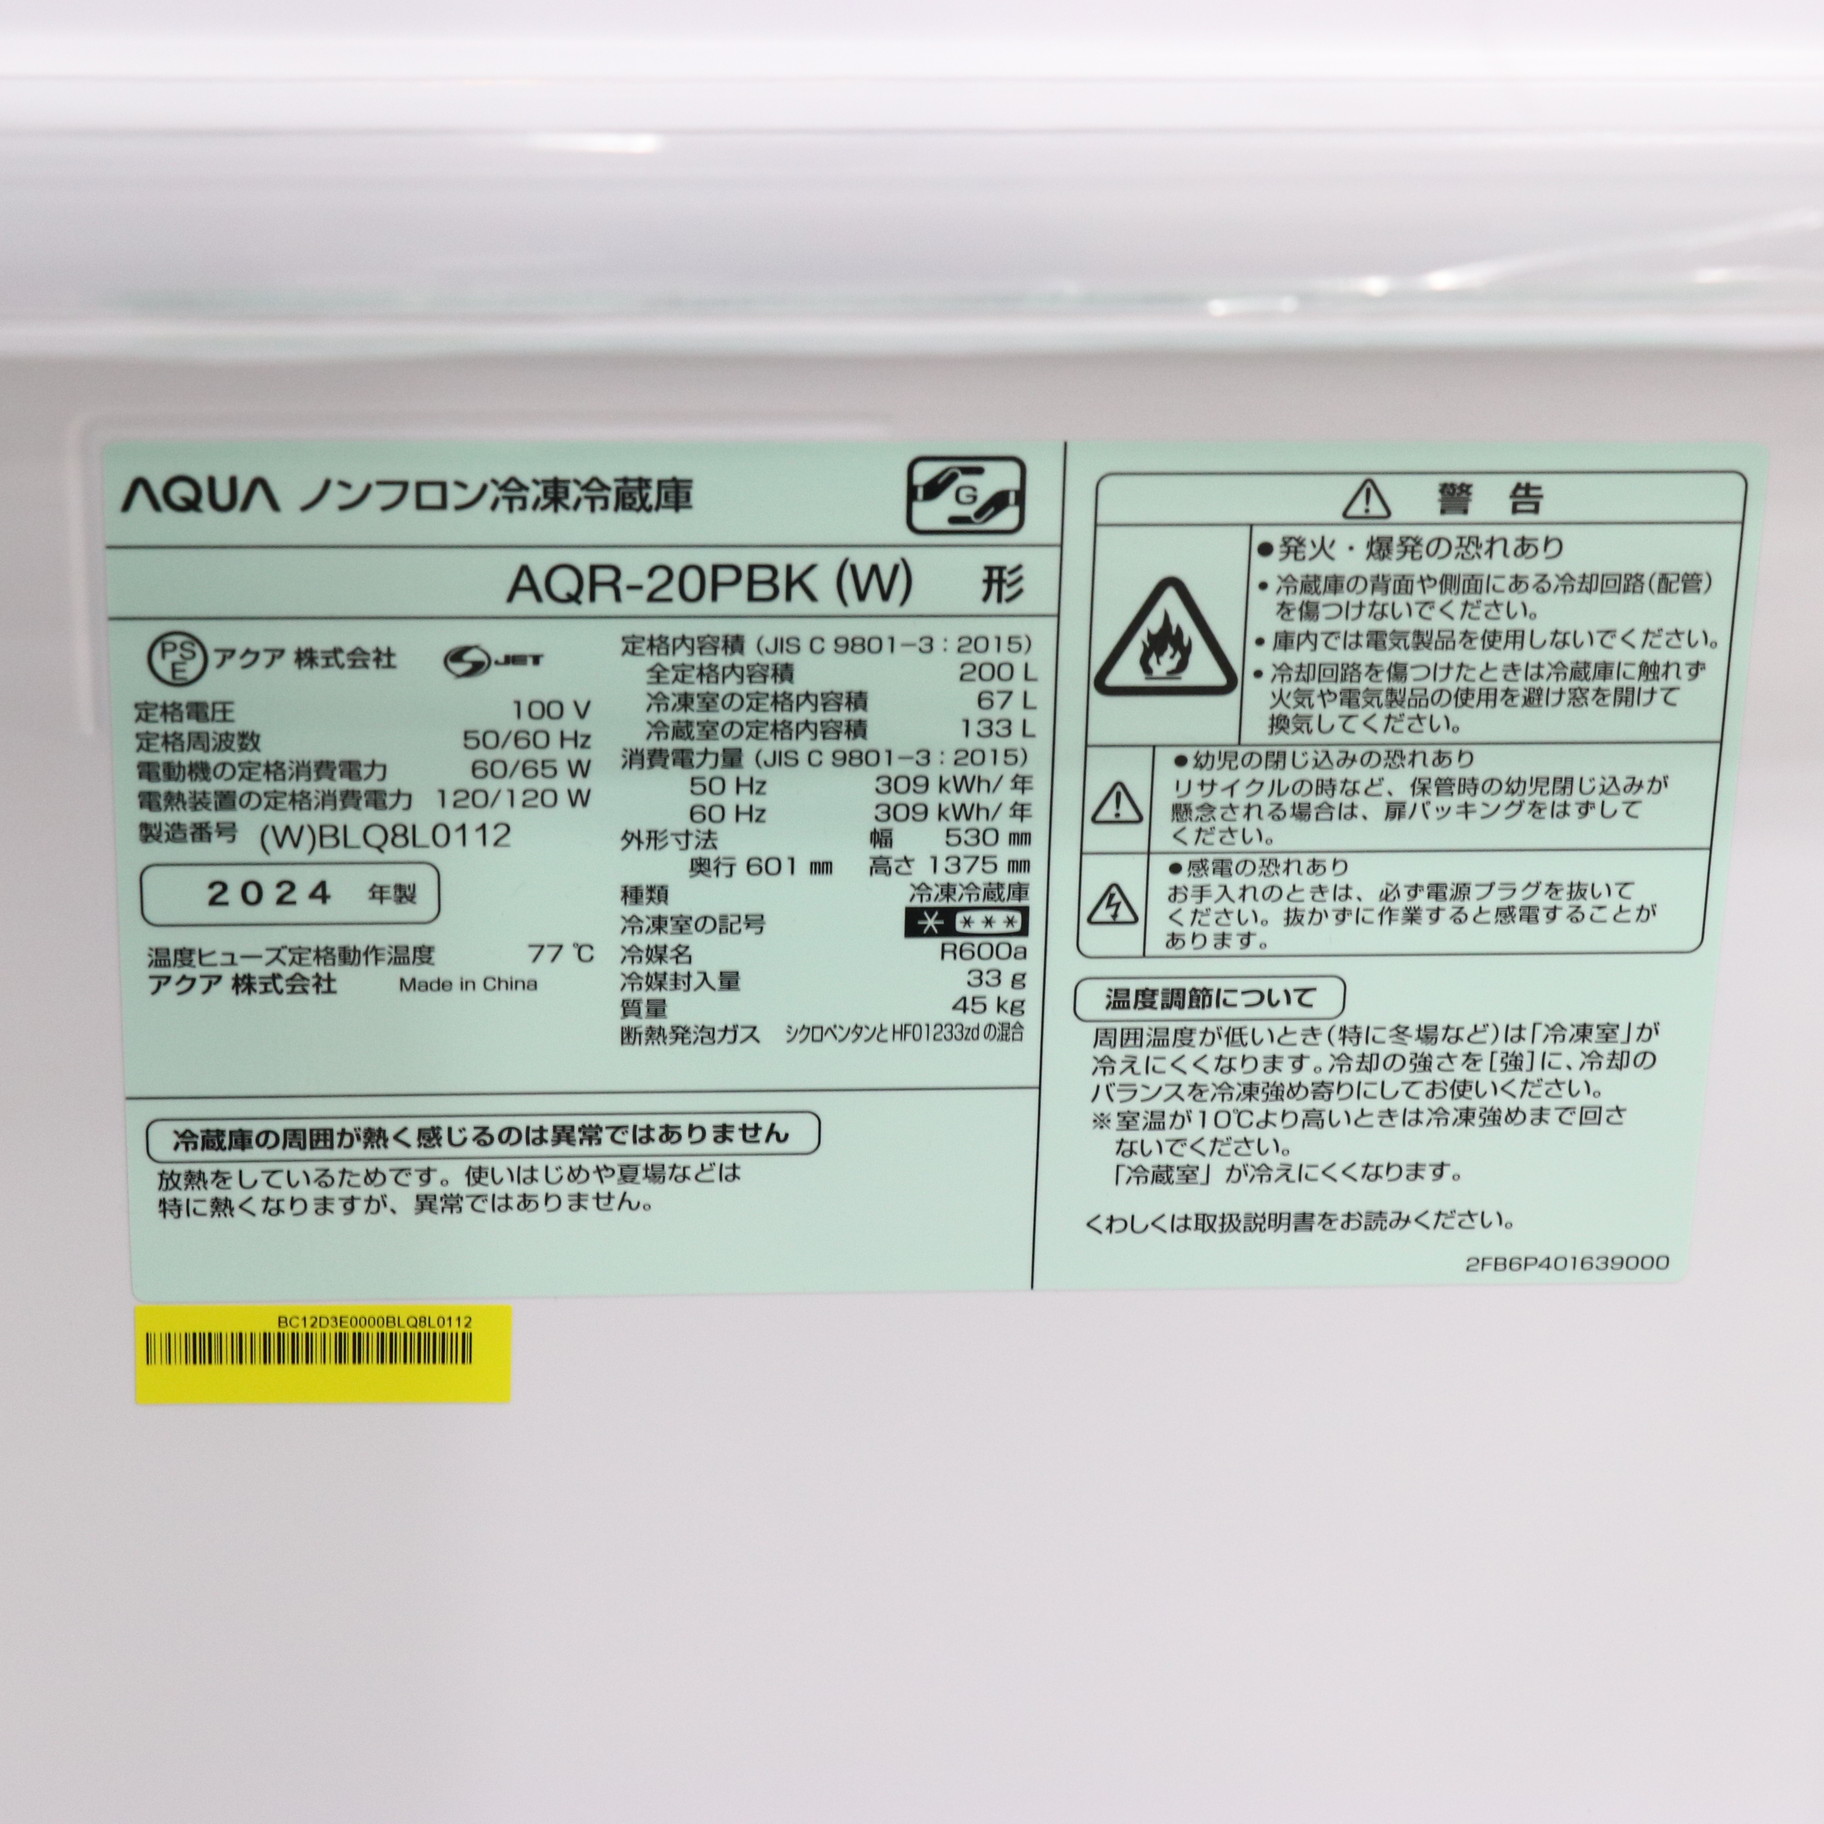 AQUA ノンフロン冷凍冷蔵庫
G
AQR-20PBK (W) 形
PS
E
アクア 株式会社
JET
定格電圧 100 V
定格周波数 50/60 Hz
電動機の定格消費電力 60/65 W
電熱装置の定格消費電力 120/120 W
製造番号 (W)BLQ8L0112
2024 年製
温度ヒューズ定格動作温度 77 ℃
アクア 株式会社 Made in China
定格内容積 (JIS C 9801-3 : 2015)
全定格内容積 200 L
冷凍室の定格内容積 67 L
冷蔵室の定格内容積 133 L
消費電力量 (JIS C 9801-3 : 2015)
50 Hz 309 kWh/ 年
60 Hz 309 kWh/ 年
外形寸法 幅 530 ㎜
奥行 601 ㎜ 高さ 1375 ㎜
種類 冷凍冷蔵庫
冷凍室の記号 * ***
冷媒名 R600a
冷媒封入量 33 g
質量 45 kg
断熱発泡ガス シクロペンタンとHFO1233zdの混合
冷蔵庫の周囲が熱く感じるのは異常ではありません
放熱をしているためです。使いはじめや夏場などは
特に熱くなりますが、異常ではありません。
警 告
●発火・爆発の恐れあり
・冷蔵庫の背面や側面にある冷却回路(配管)
を傷つけないでください。
・庫内では電気製品を使用しないでください。
・冷却回路を傷つけたときは冷蔵庫に触れず
火気や電気製品の使用を避け窓を開けて
換気してください。
●幼児の閉じ込みの恐れあり
リサイクルの時など、保管時の幼児閉じ込みが
懸念される場合は、扉パッキングをはずして
ください。
●感電の恐れあり
お手入れのときは、必ず電源プラグを抜いて
ください。抜かずに作業すると感電することが
あります。
温度調節について
周囲温度が低いとき(特に冬場など)は「冷凍室」が
冷えにくくなります。冷却の強さを[強]に、冷却の
バランスを冷凍強め寄りにしてお使いください。
※室温が10℃より高いときは冷凍強めまで回さ
ないでください。
「冷蔵室」が冷えにくくなります。
くわしくは取扱説明書をお読みください。
2FB6P401639000
BC12D3E0000BLQ8L0112